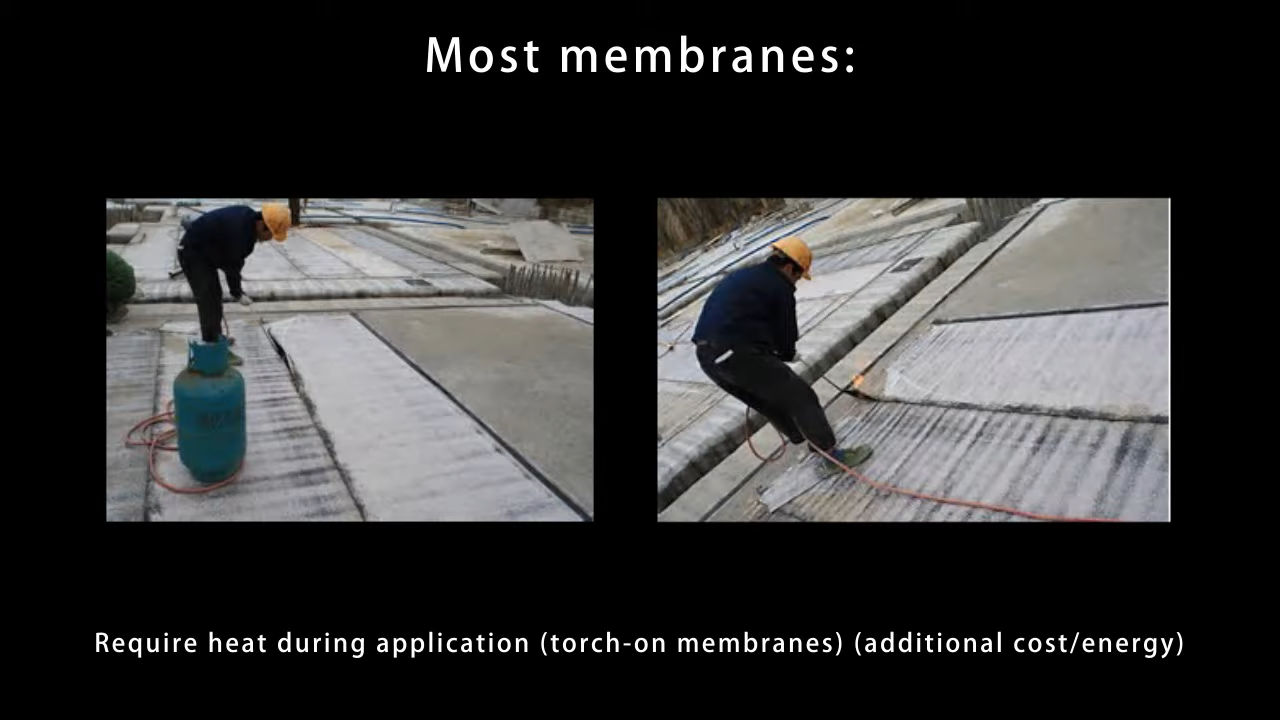 Most membranes:
Require heat during application (torch-on membranes) (additional cost/energy)